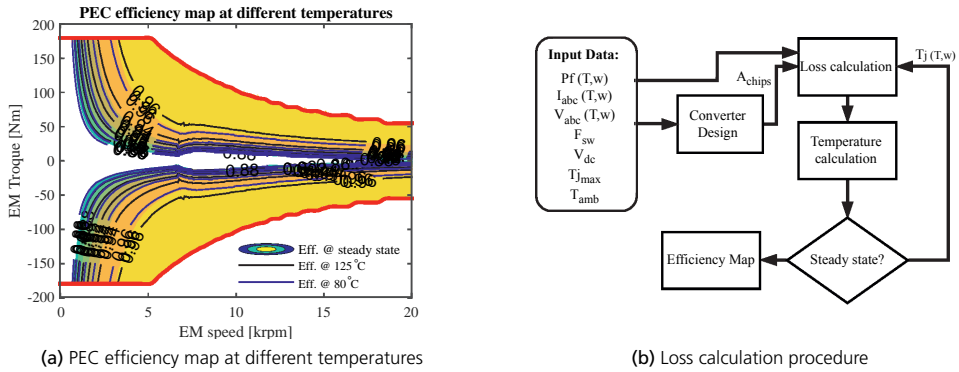 PEC efficiency map at different temperatures
200
150
100
50
0
-50
-100
-150
-200
EM Troque [Nm]
0.88
0.88
0.96
Eff. @ steady state
Eff. @ 125°C
Eff. @ 80°C
0
5
10
15
20
EM speed [krpm]
(a) PEC efficiency map at different temperatures
Input Data:
Pf (T,w)
Iabc (T,w)
Vabc (T,w)
Fsw
Vdc
Tjmax
Tamb
Converter
Design
Achips
Loss calculation
Tj (T,w)
Temperature
calculation
Steady state?
Efficiency Map
(b) Loss calculation procedure